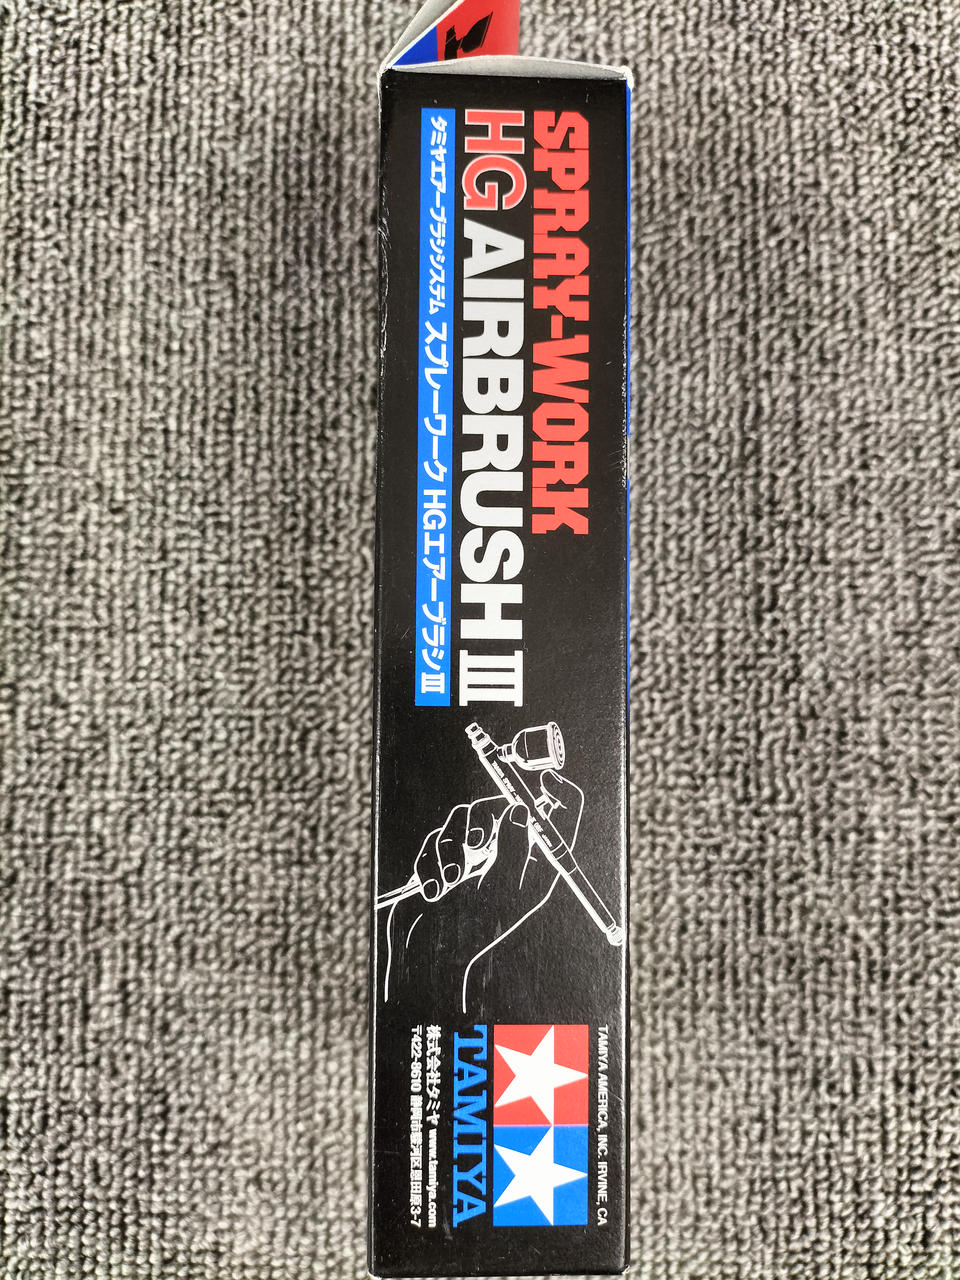 SPRAY-WORK
HG AIRBRUSH III
タミヤエアーブラシシステム スプレーワーク HGエアーブラシIII
TAMIYA AMERICA, INC. IRVINE, CA
TAMIYA
株式会社タミヤ www.tamiya.com
〒422-8610 静岡市駿河区恩田原3-7